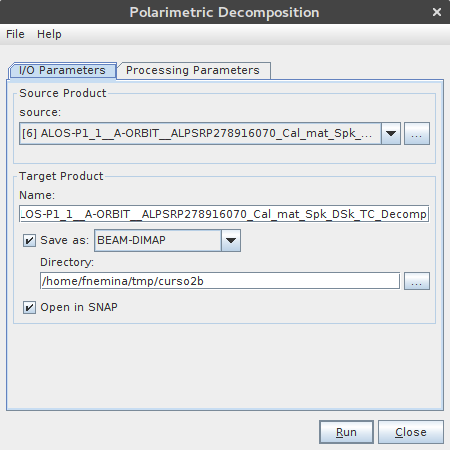 Polarimetric Decomposition
File Help
I/O Parameters Processing Parameters
Source Product
source:
[6] ALOS-P1_1__A-ORBIT__ALPSRP278916070_Cal_mat_Spk_... ...
Target Product
Name:
LOS-P1_1__A-ORBIT__ALPSRP278916070_Cal_mat_Spk_DSk_TC_Decomp
Save as: BEAM-DIMAP
Directory:
/home/fnemina/tmp/curso2b ...
Open in SNAP
Run Close